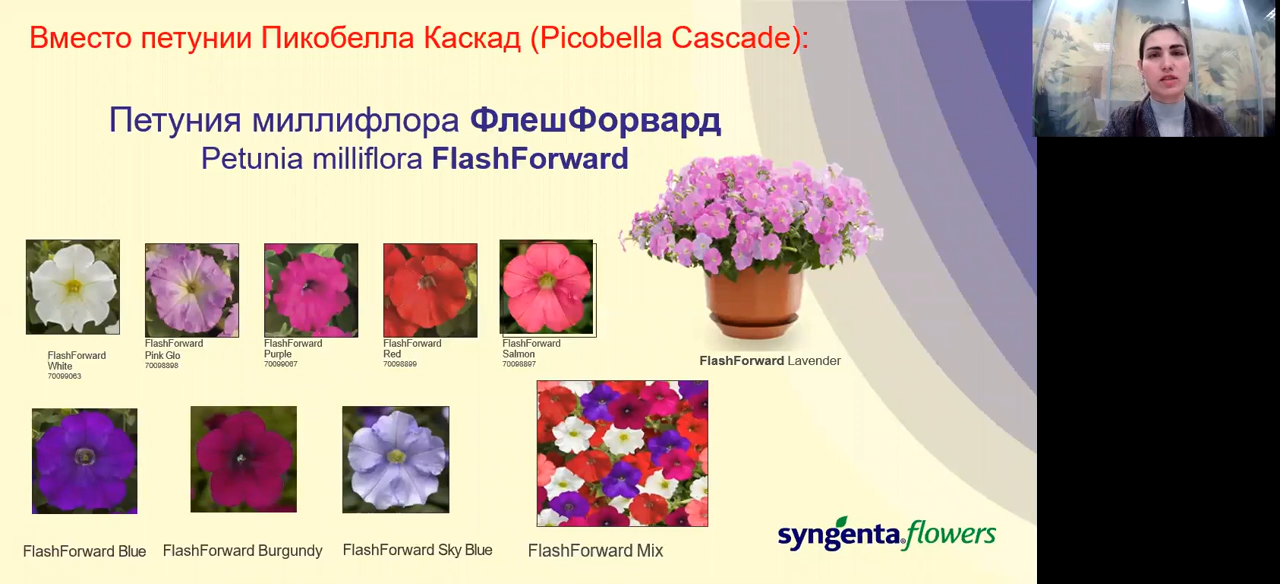 Вместо петунии Пикобелла Каскад (Picobella Cascade):
Петуния миллифлора ФлешФорвард
Petunia milliflora FlashForward
FlashForward
White
70099063
FlashForward
Pink Glo
70098898
FlashForward
Purple
70099067
FlashForward
Red
70098899
FlashForward
Salmon
70098897
FlashForward Lavender
FlashForward Blue
FlashForward Burgundy
FlashForward Sky Blue
FlashForward Mix
syngenta flowers